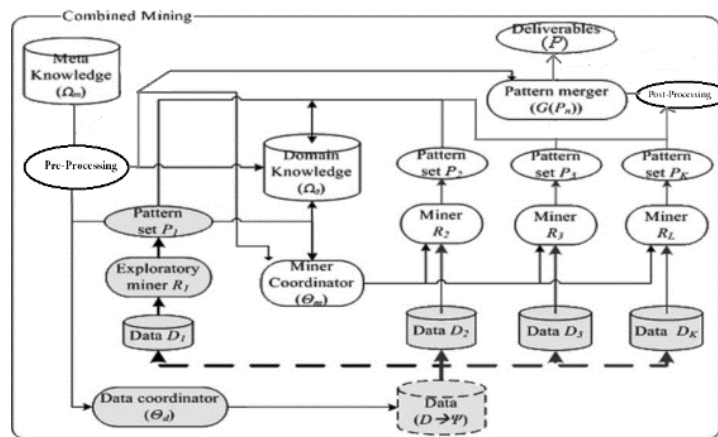 Combined Mining
Meta
Knowledge
(Ωm)
Deliverables
(P)
Pattern merger
(G(Pn))
Post-Processing
Pre-Processing
Domain
Knowledge
(Ωd)
Pattern
set P2
Pattern
set P3
Pattern
set PK
Pattern
set P1
Miner
R2
Miner
R3
Miner
RL
Exploratory
miner R1
Miner
Coordinator
(Θm)
Data D1
Data D2
Data D3
Data DK
Data coordinator
(Θd)
Data
(D→Ψ)